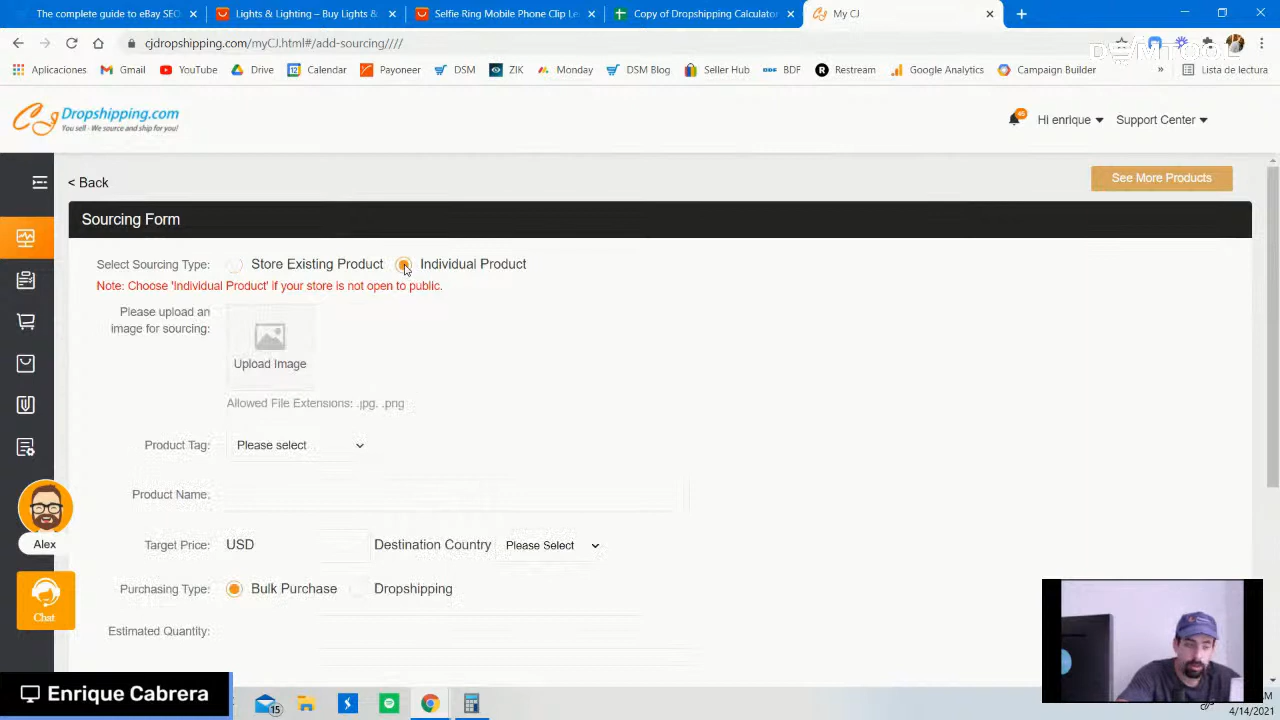 The complete guide to eBay SEO
Lights & Lighting – Buy Lights &
Selfie Ring Mobile Phone Clip Le
Copy of Dropshipping Calculator
My CJ
cjdropshipping.com/myCJ.html#/add-sourcing////
Aplicaciones
Gmail
YouTube
Drive
Calendar
Payoneer
DSM
ZIK
Monday
DSM Blog
Seller Hub
BDF
Restream
Google Analytics
Campaign Builder
»
Lista de lectura
Dropshipping.com
You sell - We source and ship for you!
Hi enrique
Support Center
< Back
See More Products
Sourcing Form
Select Sourcing Type:
Store Existing Product
Individual Product
Note: Choose 'Individual Product' if your store is not open to public.
Please upload an
image for sourcing:
Upload Image
Allowed File Extensions: .jpg, .png
Product Tag:
Please select
Product Name:
Target Price:
USD
Destination Country
Please Select
Purchasing Type:
Bulk Purchase
Dropshipping
Estimated Quantity:
Alex
Chat
Enrique Cabrera
15
4/14/2021